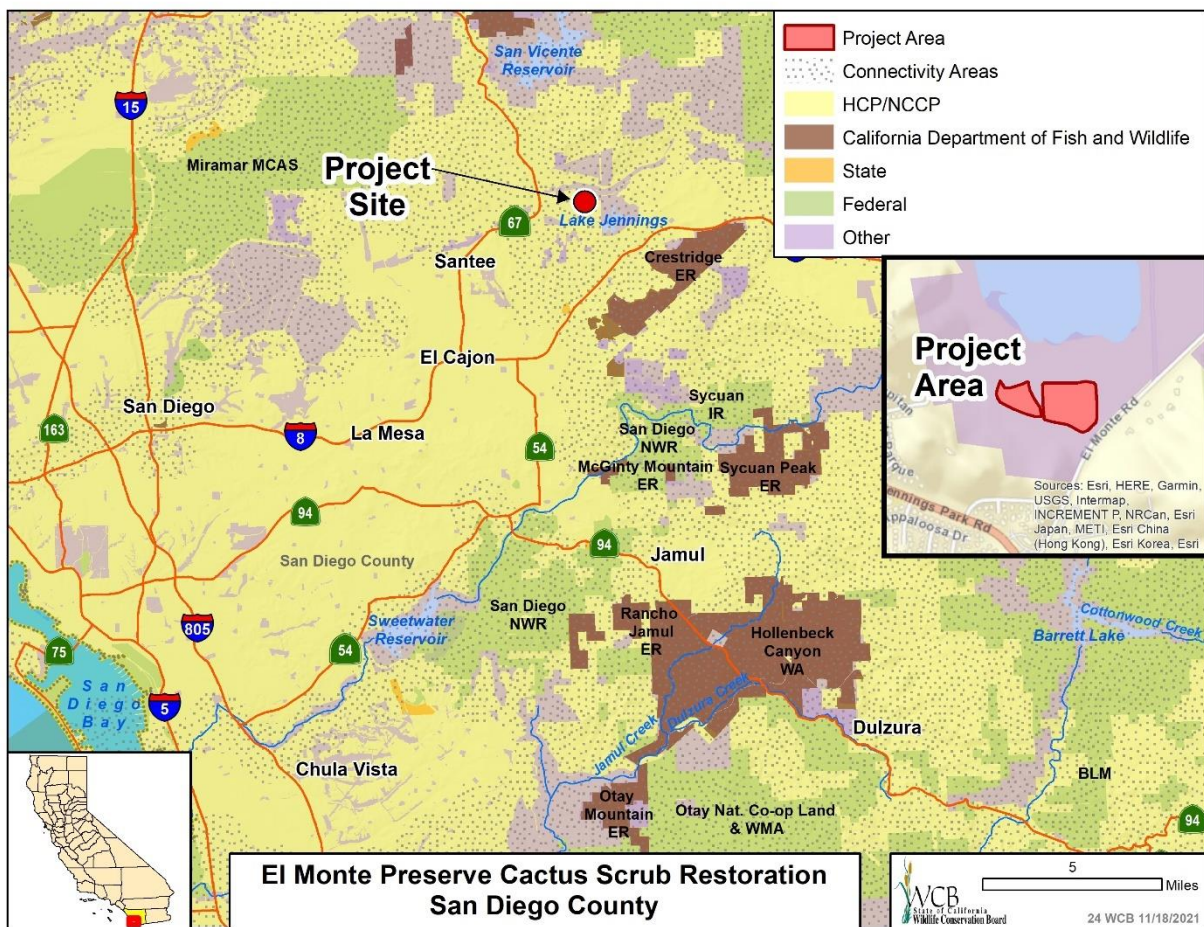 Project Area
Connectivity Areas
HCP/NCCP
California Department of Fish and Wildlife
State
Federal
Other
San Vicente
Reservoir
15
Miramar MCAS
Project
Site
67
Lake Jennings
Santee
Crestridge
ER
El Cajon
San Diego
163
8
La Mesa
54
Sycuan
IR
San Diego
NWR
McGinty Mountain
ER
Sycuan Peak
ER
94
San Diego County
94
Jamul
San Diego
NWR
Rancho
Jamul
ER
Hollenbeck
Canyon
WA
Sweetwater
Reservoir
805
75
54
San
Diego
Bay
5
Jamul Creek
Dulzura Creek
Dulzura
Chula Vista
Otay
Mountain
ER
Otay Nat. Co-op Land
& WMA
Barrett Lake
Cottonwood Creek
BLM
94
Project
Area
El Monte Rd
Jennings Park Rd
Appaloosa Dr
Sources: Esri, HERE, Garmin,
USGS, Intermap,
INCREMENT P, NRCan, Esri
Japan, METI, Esri China
(Hong Kong), Esri Korea, Esri
El Monte Preserve Cactus Scrub Restoration
San Diego County
WCB
State of California
Wildlife Conservation Board
5
Miles
24 WCB 11/18/2021